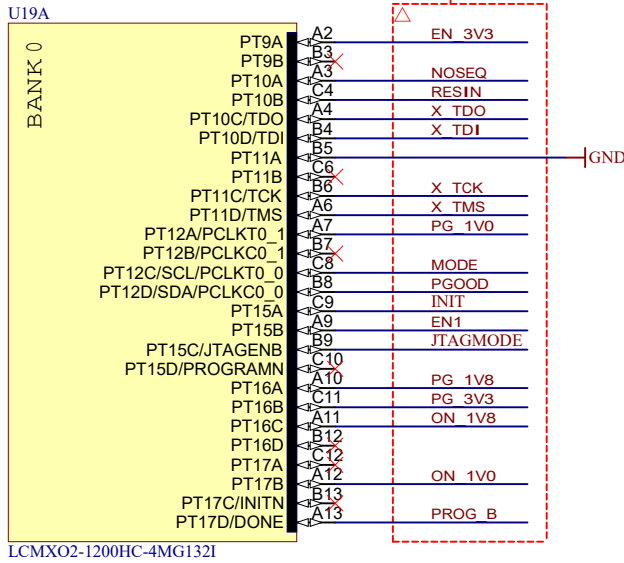 U19A
BANK 0
PT9A A2 EN_3V3
PT9B B3
PT10A A3 NOSEQ
PT10B C4 RESIN
PT10C/TDO A4 X_TDO
PT10D/TDI B4 X_TDI
PT11A B5 GND
PT11B C6
PT11C/TCK B6 X_TCK
PT11D/TMS A6 X_TMS
PT12A/PCLKT0_1 A7 PG_1V0
PT12B/PCLKC0_1 B7
PT12C/SCL/PCLKT0_0 C8 MODE
PT12D/SDA/PCLKC0_0 B8 PGOOD
PT15A C9 INIT
PT15B A9 EN1
PT15C/JTAGENB B9 JTAGMODE
PT15D/PROGRAMN C10
PT16A A10 PG_1V8
PT16B C11 PG_3V3
PT16C A11 ON_1V8
PT16D B12
PT17A C12
PT17B A12 ON_1V0
PT17C/INITN B13
PT17D/DONE A13 PROG_B
LCMXO2-1200HC-4MG132I